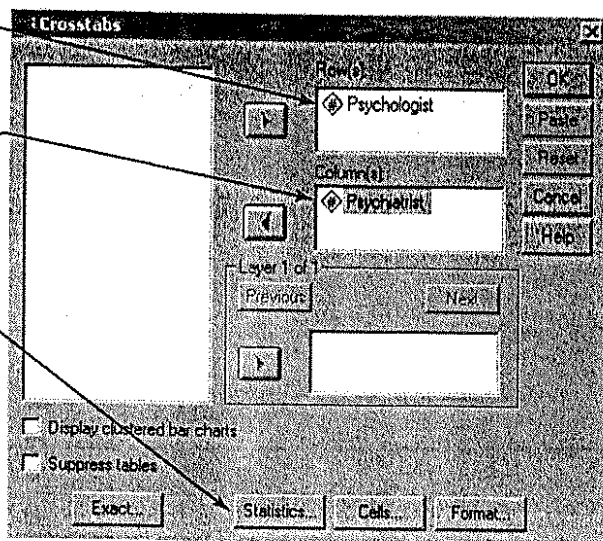 Crosstabs
Row(s)
Psychologist
OK
Paste
Reset
Cancel
Help
Column(s)
Psychiatrist
Layer 1 of 1
Previous
Next
Display clustered bar charts
Suppress tables
Exact...
Statistics...
Cells...
Format...